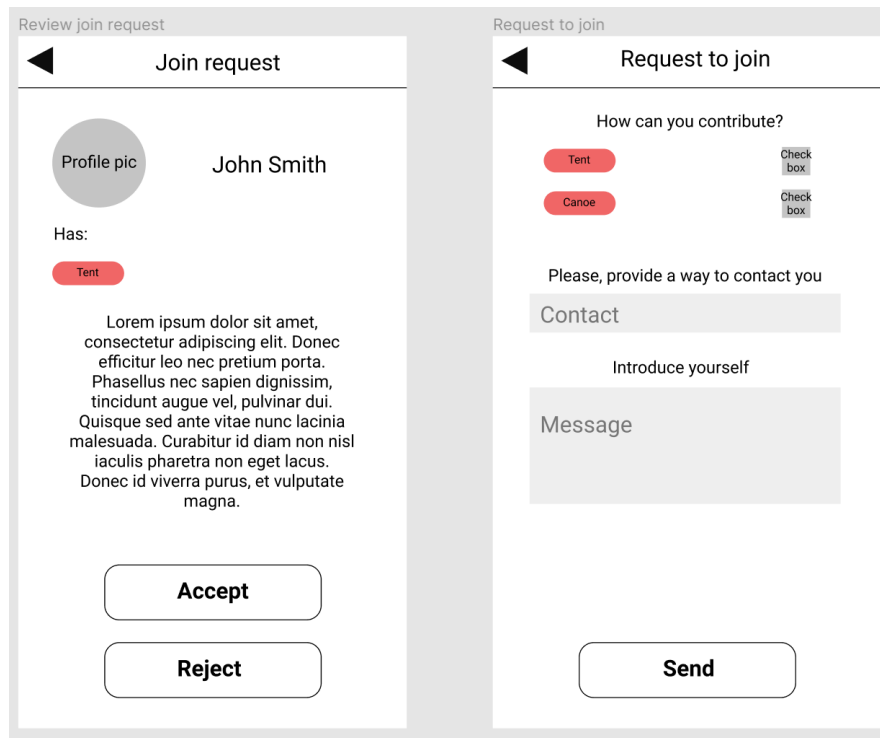 Review join request
Join request
Profile pic
John Smith
Has:
Tent
Lorem ipsum dolor sit amet,
consectetur adipiscing elit. Donec
efficitur leo nec pretium porta.
Phasellus nec sapien dignissim,
tincidunt augue vel, pulvinar dui.
Quisque sed ante vitae nunc lacinia
malesuada. Curabitur id diam non nisl
iaculis pharetra non eget lacus.
Donec id viverra purus, et vulputate
magna.
Accept
Reject
Request to join
Request to join
How can you contribute?
Tent
Check
box
Canoe
Check
box
Please, provide a way to contact you
Contact
Introduce yourself
Message
Send